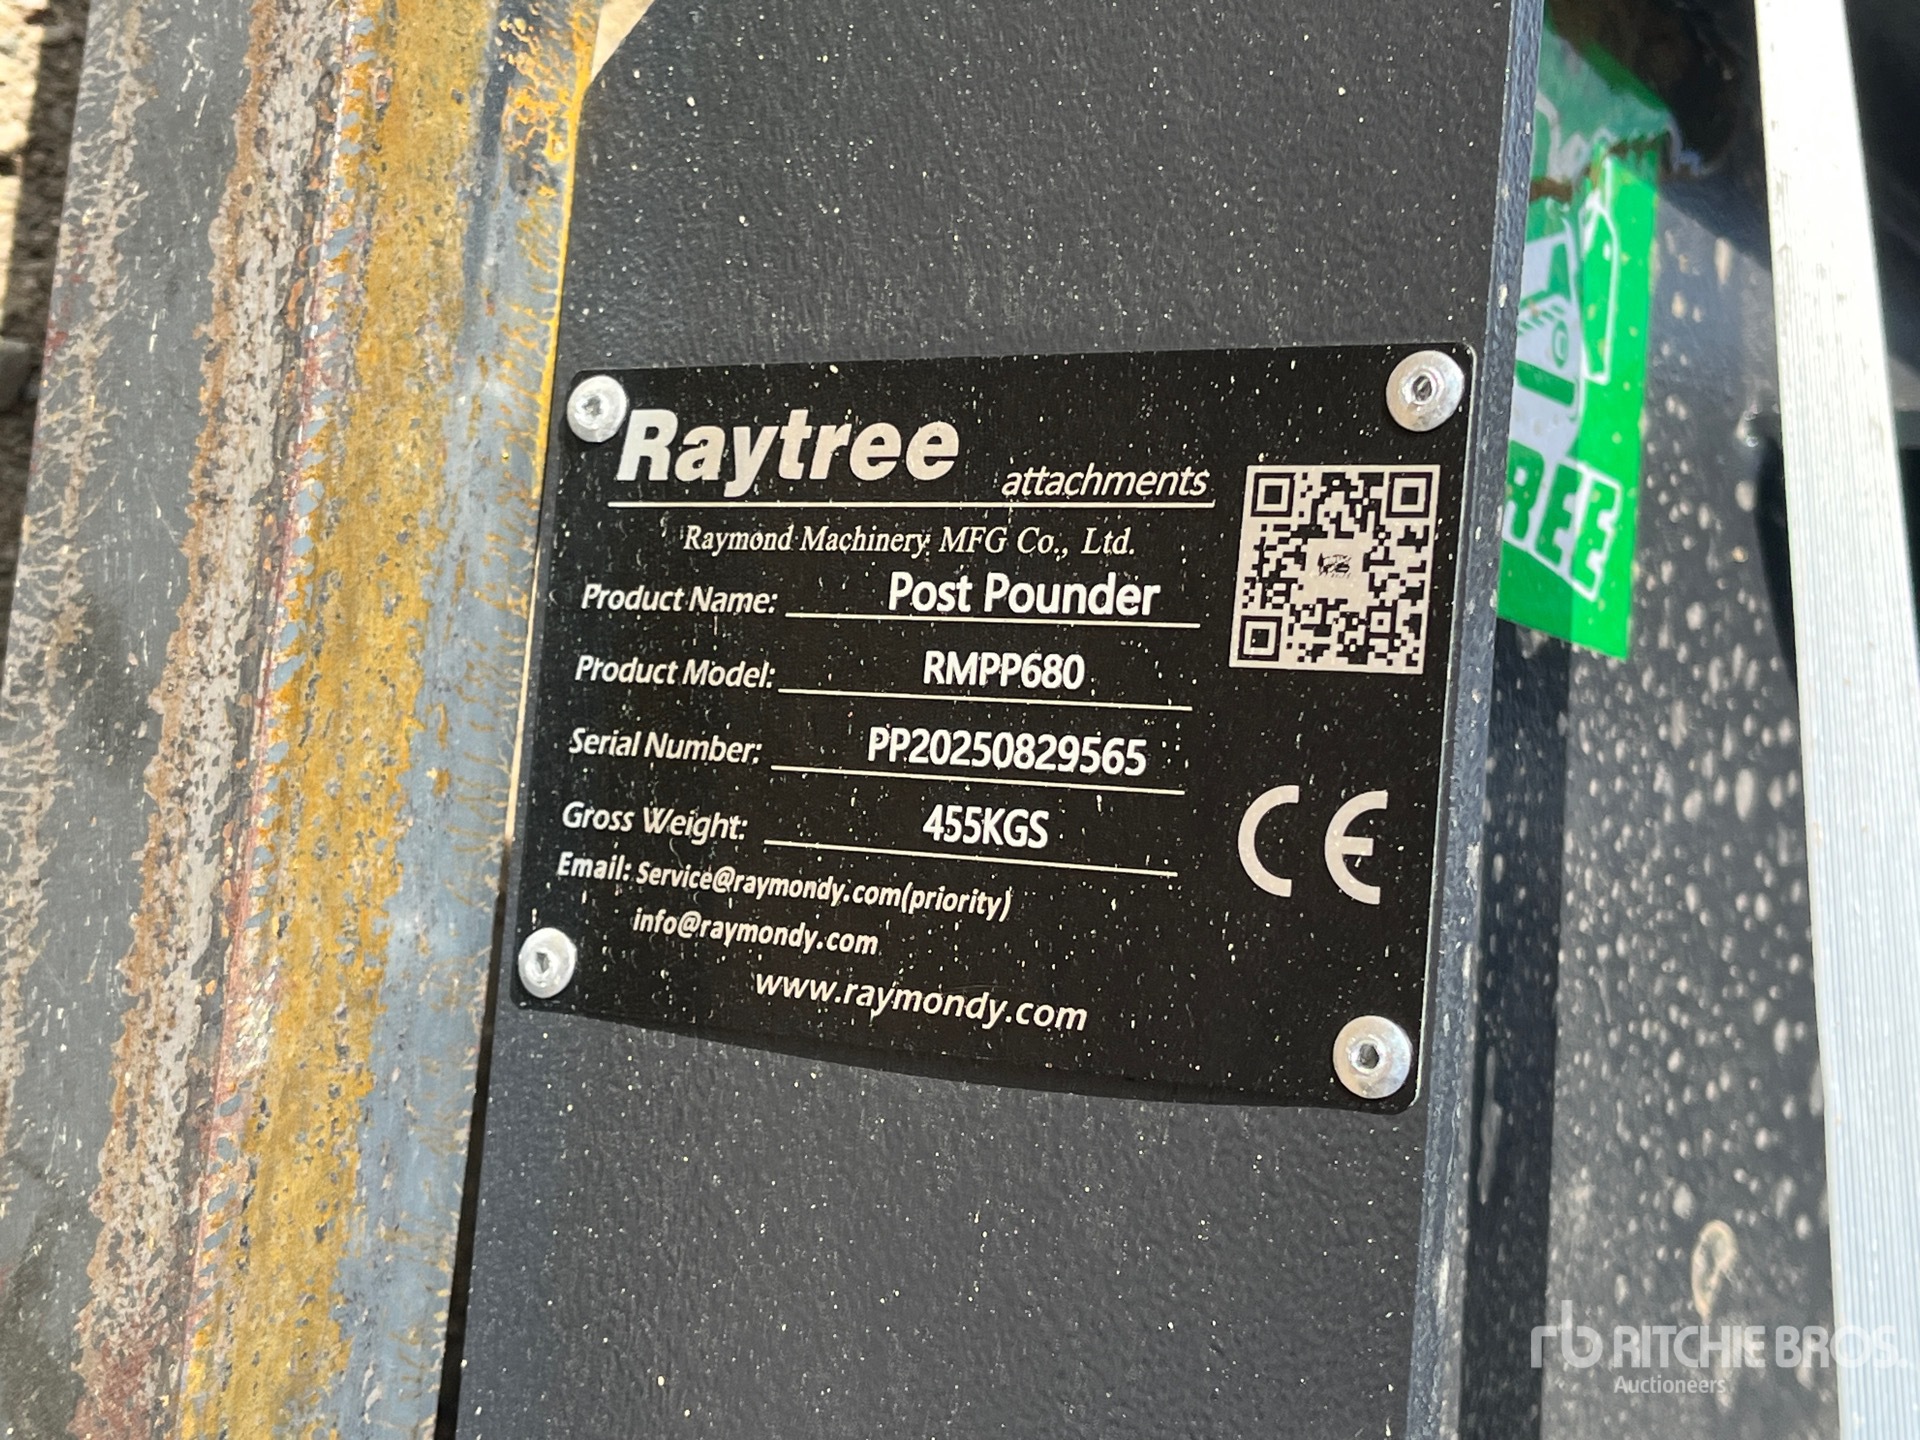 Raytree attachments
Raymond Machinery MFG Co., Ltd.
Product Name: Post Pounder
Product Model: RMPP680
Serial Number: PP20250829565
Gross Weight: 455KGS
Email: Service@raymondy.com(priority)
info@raymondy.com
www.raymondy.com
CE
REE
rb RITCHIE BROS.
Auctioneers